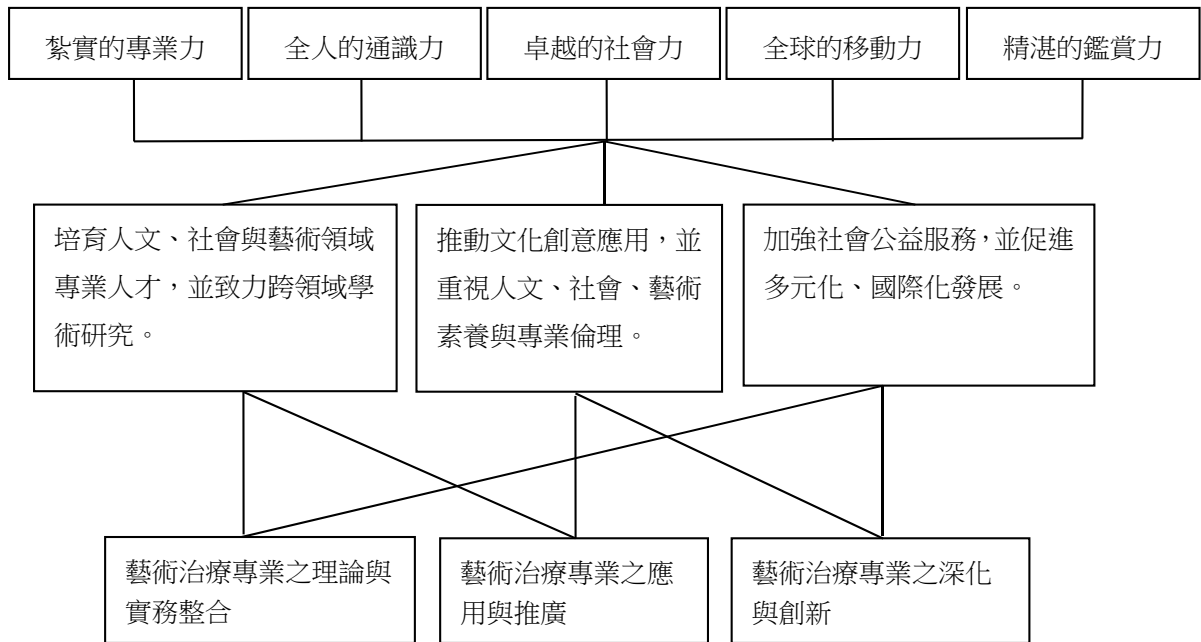 紮實的專業力
全人的通識力
卓越的社會力
全球的移動力
精湛的鑑賞力
培育人文、社會與藝術領域
專業人才，並致力跨領域學
術研究。
推動文化創意應用，並
重視人文、社會、藝術
素養與專業倫理。
加強社會公益服務，並促進
多元化、國際化發展。
藝術治療專業之理論與
實務整合
藝術治療專業之應
用與推廣
藝術治療專業之深化
與創新